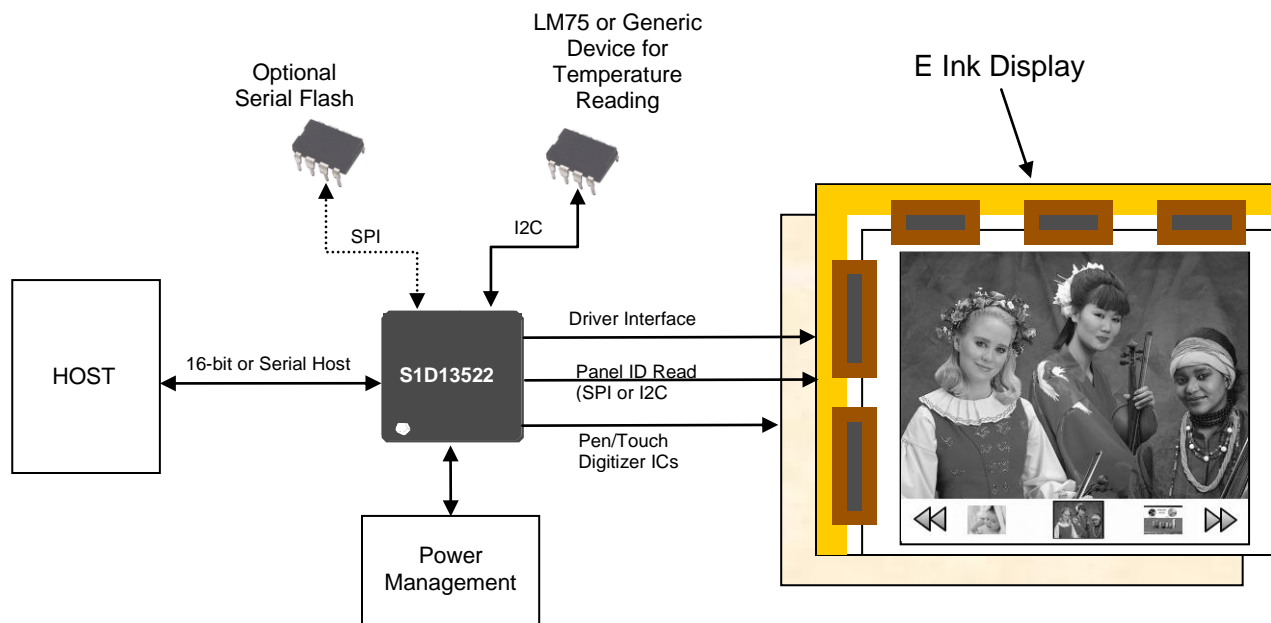 LM75 or Generic
Device for
Temperature
Reading
Optional
Serial Flash
E Ink Display
SPI
I2C
HOST
16-bit or Serial Host
S1D13522
Driver Interface
Panel ID Read
(SPI or I2C
Pen/Touch
Digitizer ICs
Power
Management